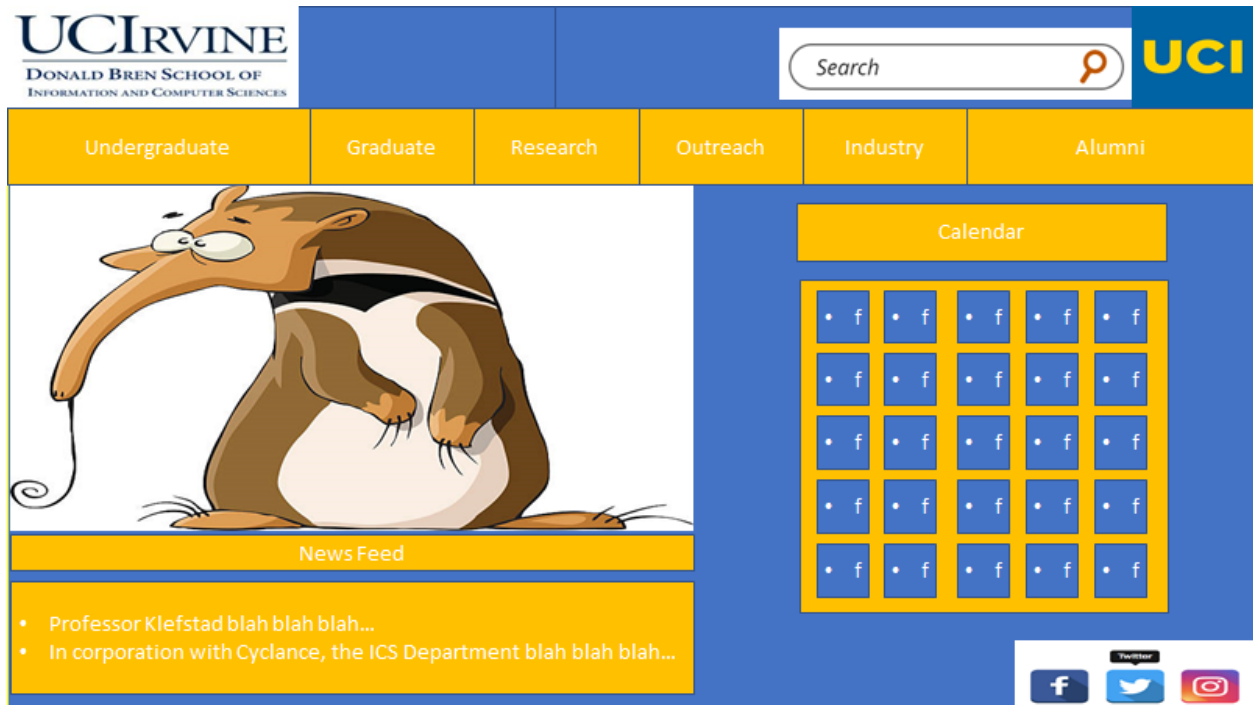 UCIRVINE
DONALD BREN SCHOOL OF
INFORMATION AND COMPUTER SCIENCES
Search
UCI
Undergraduate Graduate Research Outreach Industry Alumni
Calendar
• f • f • f • f • f
• f • f • f • f • f
• f • f • f • f • f
• f • f • f • f • f
• f • f • f • f • f
News Feed
• Professor Klefstad blah blah blah...
• In corporation with Cyclance, the ICS Department blah blah blah...
Twitter
f